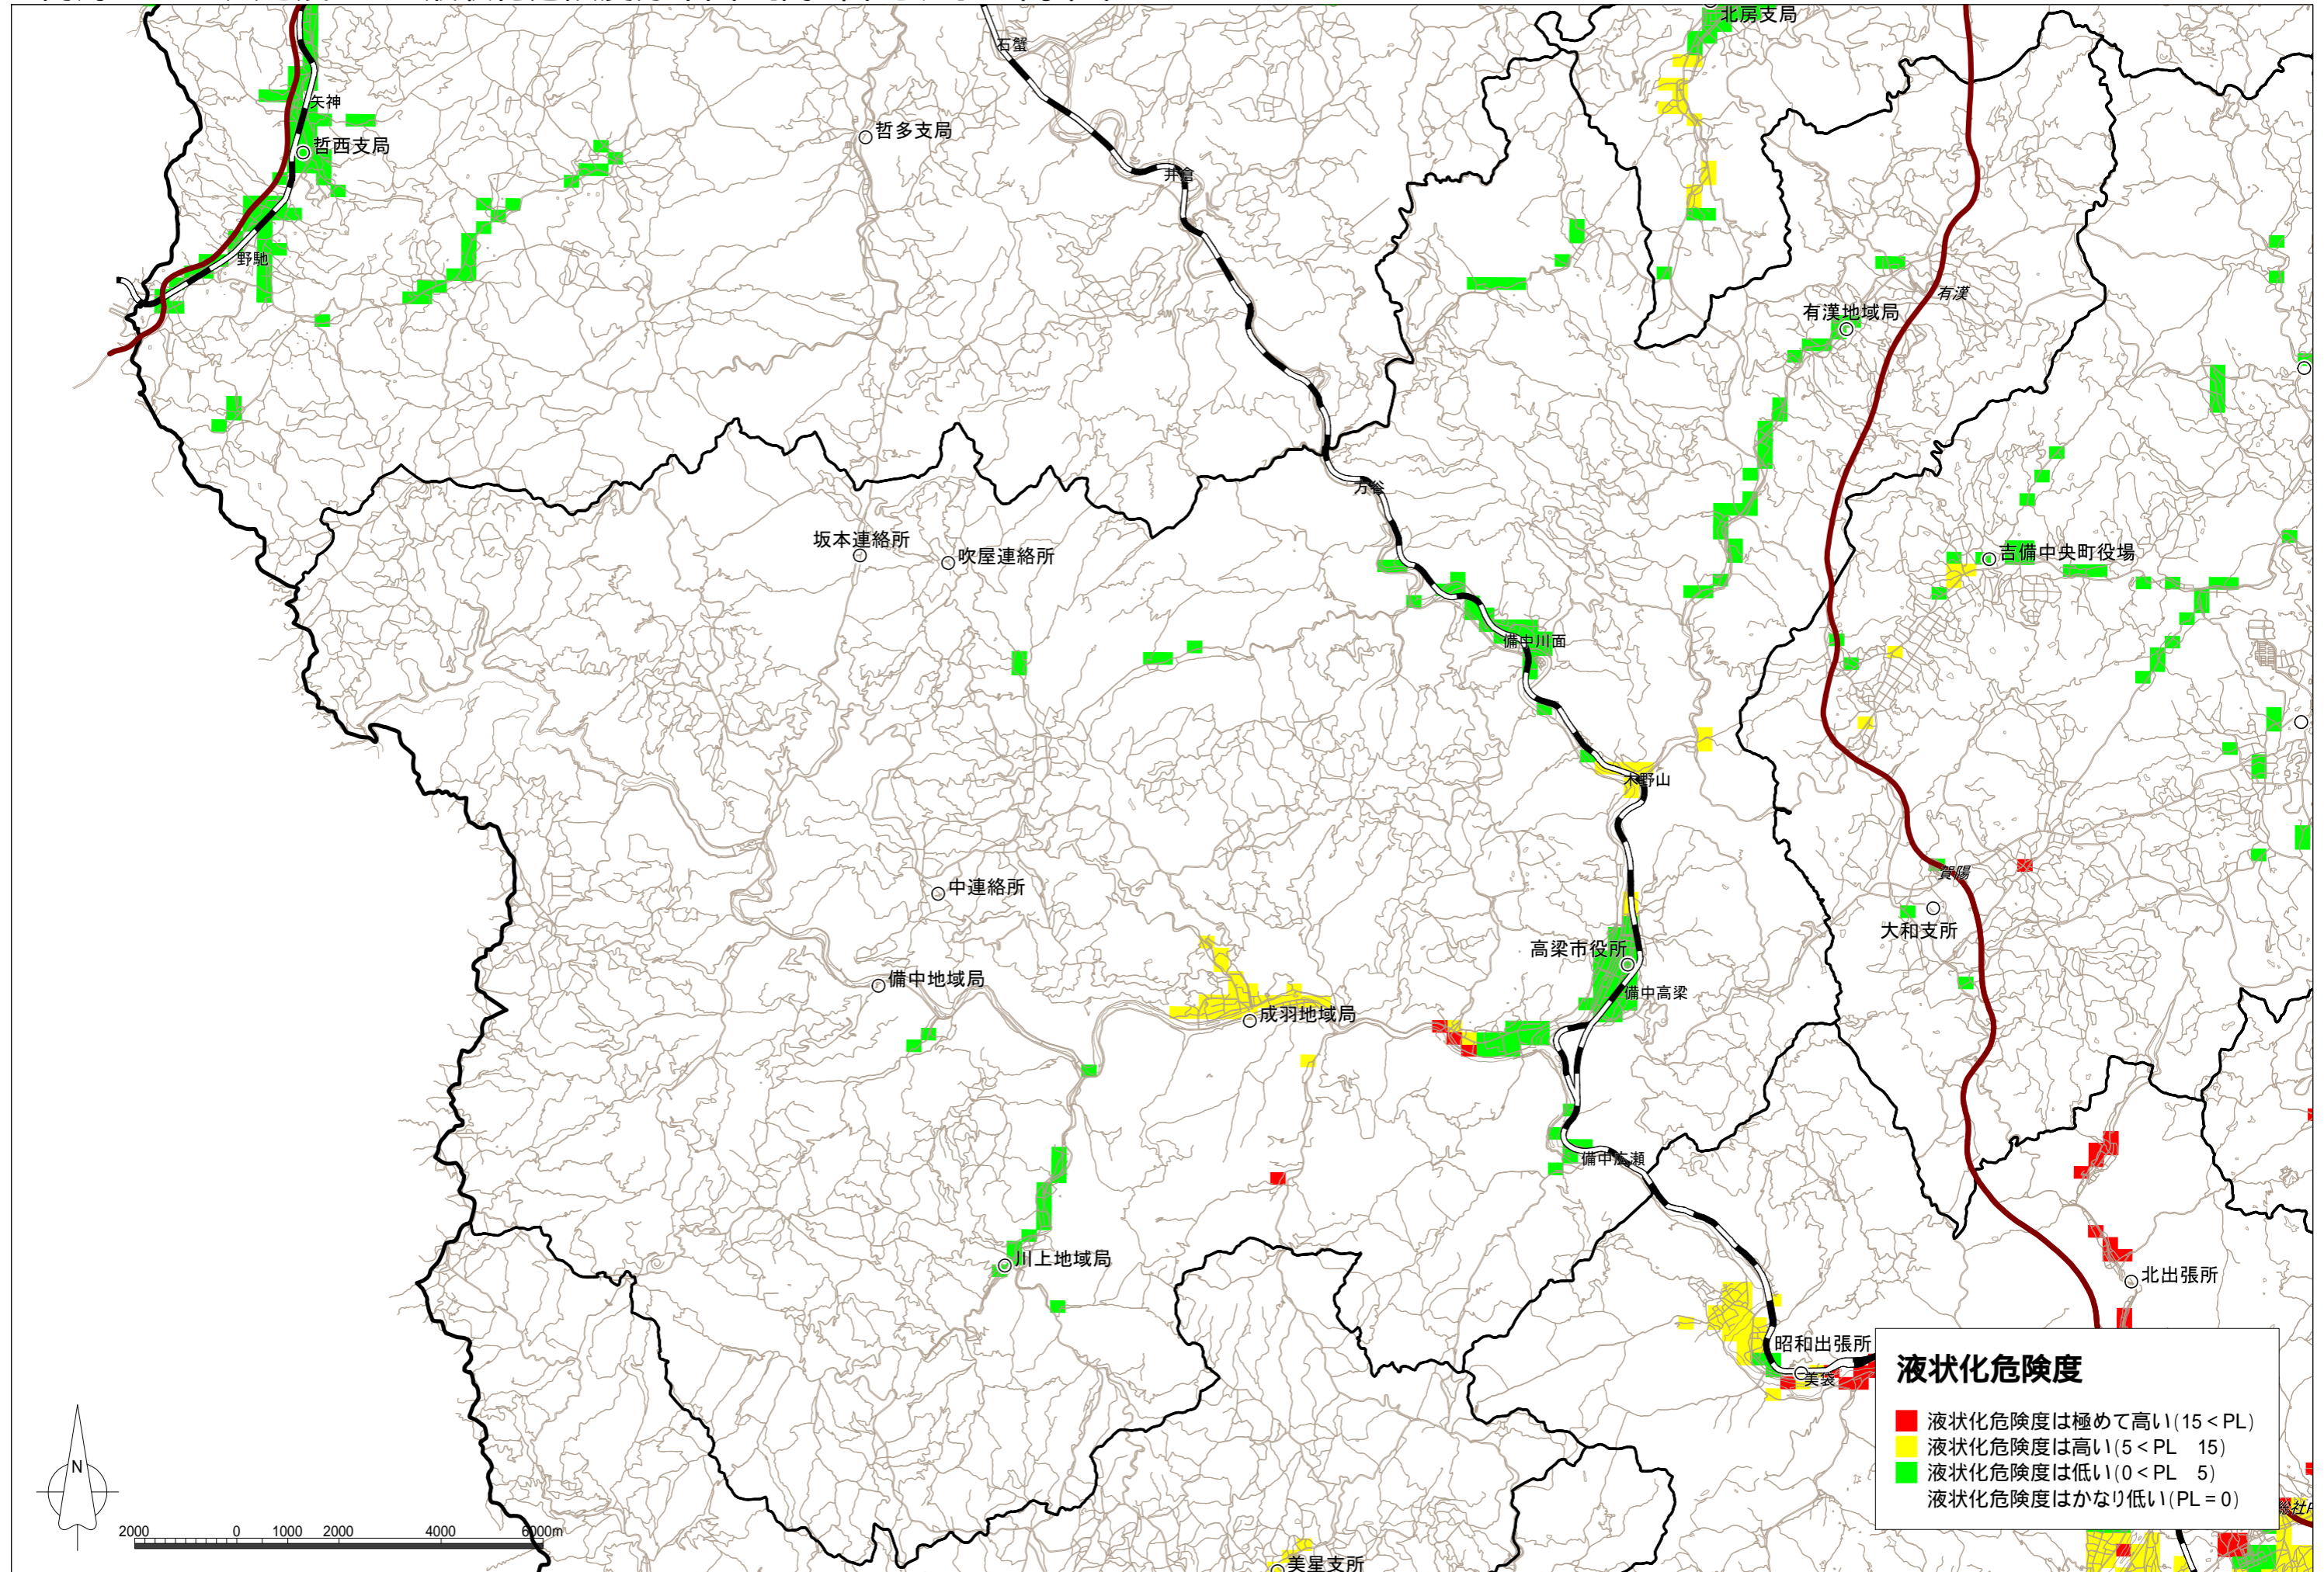 北房支局
石蟹
矢神
哲多支局
哲西支局
井倉
野馳
有漢
有漢地域局
方谷
坂本連絡所
吹屋連絡所
吉備中央町役場
備中川面
木野山
賀陽
中連絡所
大和支所
高梁市役所
備中地域局
備中高梁
成羽地域局
備中広瀬
川上地域局
北出張所
昭和出張所
美袋
液状化危険度
液状化危険度は極めて高い(15<PL)
液状化危険度は高い(5<PL 15)
液状化危険度は低い(0<PL 5)
液状化危険度はかなり低い(PL=0)
N
2000 0 1000 2000 4000 6000m
美星支所